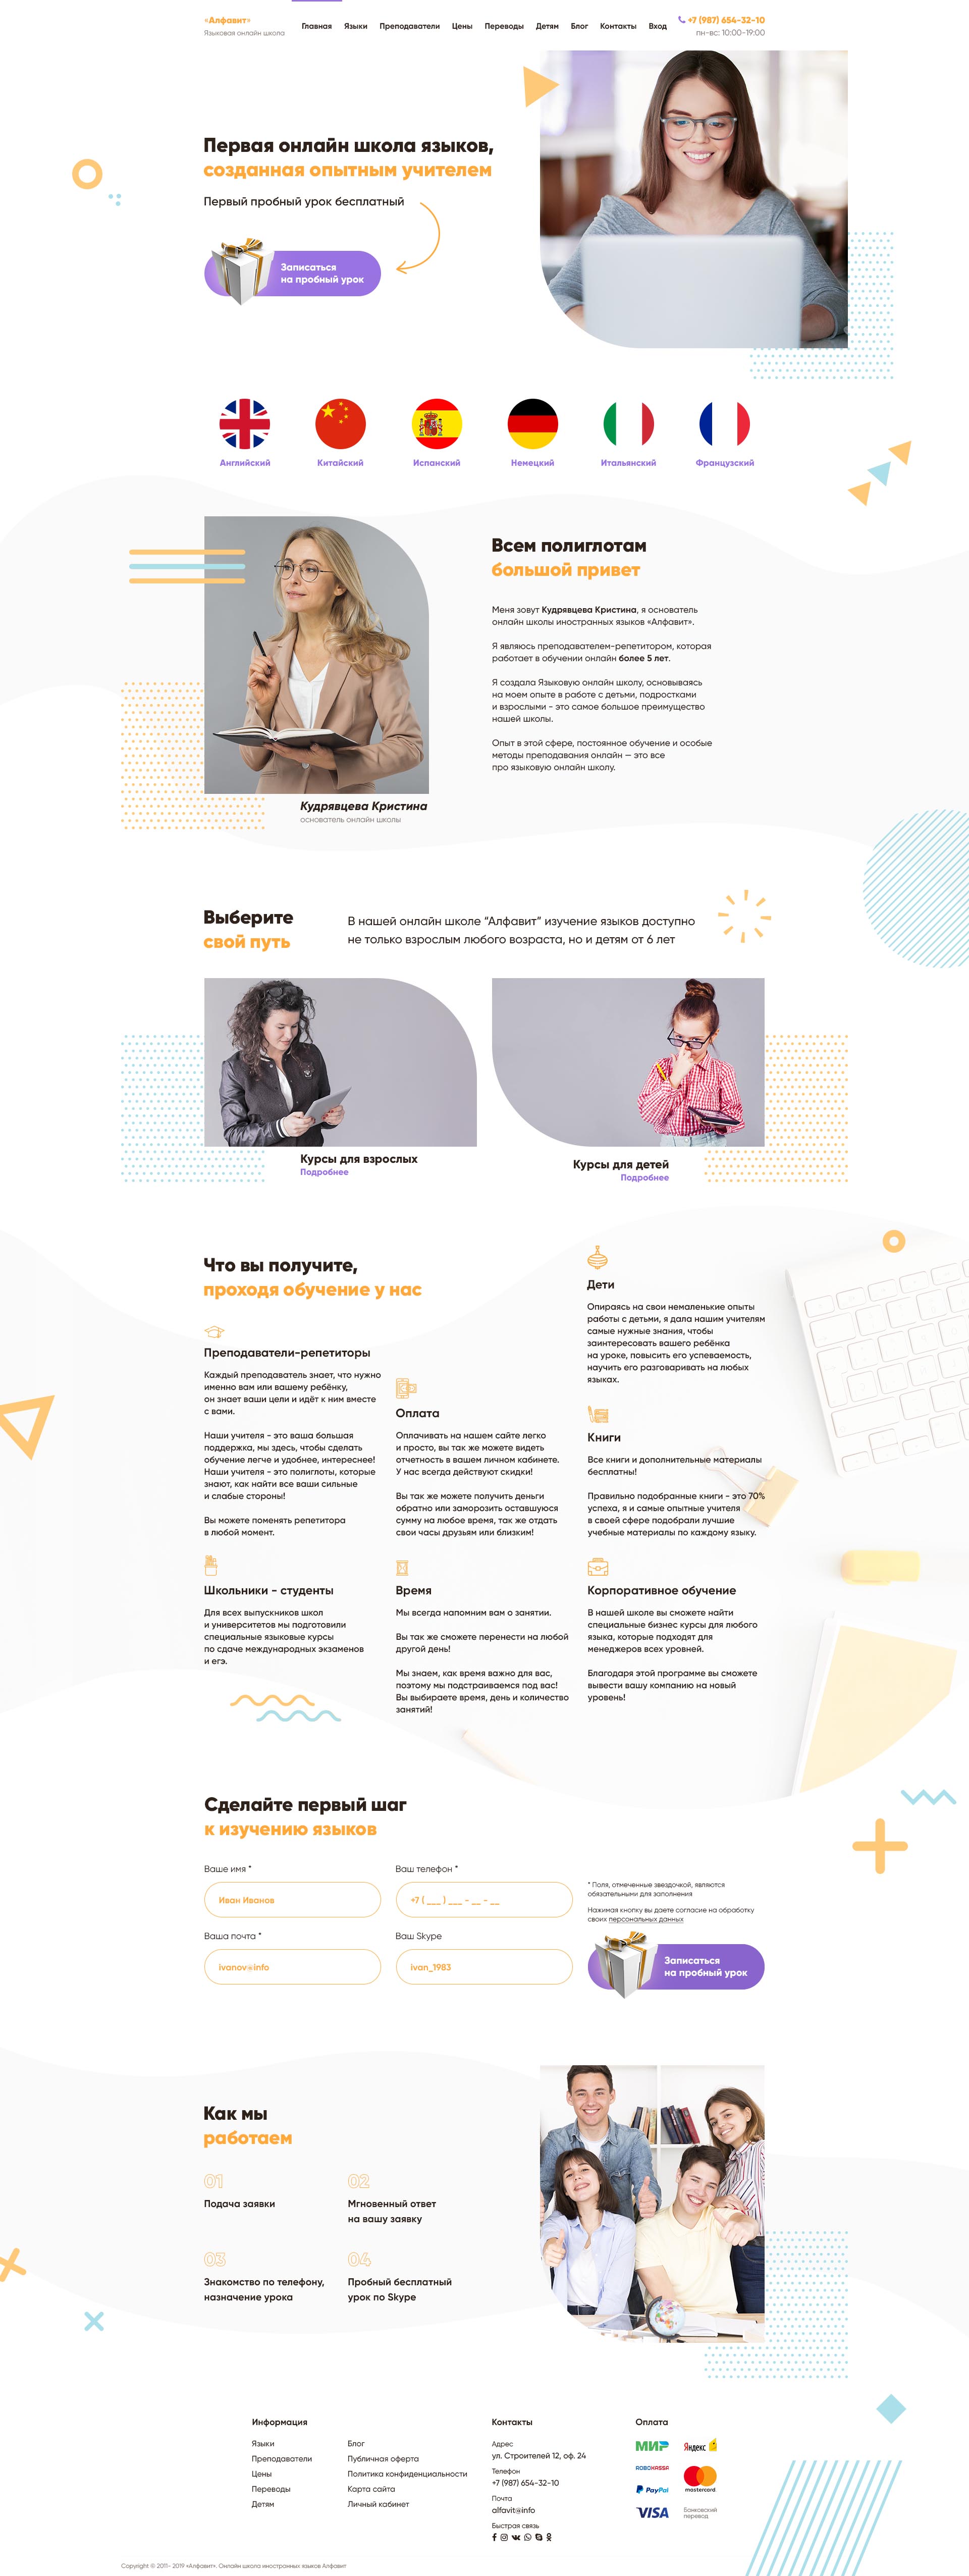 «Алфавит»
Языковая онлайн школа
Главная Языки Преподаватели Цены Переводы Детям Блог Контакты Вход
+7 (987) 654-32-10
пн-вс: 10:00-19:00
Первая онлайн школа языков,
созданная опытным учителем
Первый пробный урок бесплатный
Записаться
на пробный урок
Английский Китайский Испанский Немецкий Итальянский Французский
Всем полиглотам
большой привет
Меня зовут Кудрявцева Кристина, я основатель
онлайн школы иностранных языков «Алфавит».
Я являюсь преподавателем-репетитором, которая
работает в обучении онлайн более 5 лет.
Я создала Языковую онлайн школу, основываясь
на моем опыте в работе с детьми, подростками
и взрослыми - это самое большое преимущество
нашей школы.
Опыт в этой сфере, постоянное обучение и особые
методы преподавания онлайн — это все
про языковую онлайн школу.
Кудрявцева Кристина
основатель онлайн школы
Выберите
свой путь
В нашей онлайн школе “Алфавит” изучение языков доступно
не только взрослым любого возраста, но и детям от 6 лет
Курсы для взрослых
Подробнее
Курсы для детей
Подробнее
Что вы получите,
проходя обучение у нас
Преподаватели-репетиторы
Каждый преподаватель знает, что нужно
именно вам или вашему ребёнку,
он знает ваши цели и идёт к ним вместе
с вами.
Наши учителя - это ваша большая
поддержка, мы здесь, чтобы сделать
обучение легче и удобнее, интереснее!
Наши учителя - это полиглоты, которые
знают, как найти все ваши сильные
и слабые стороны!
Вы можете поменять репетитора
в любой момент.
Школьники - студенты
Для всех выпускников школ
и университетов мы подготовили
специальные языковые курсы
по сдаче международных экзаменов
и егэ.
Оплата
Оплачивать на нашем сайте легко
и просто, вы так же можете видеть
отчетность в вашем личном кабинете.
У нас всегда действуют скидки!
Вы так же можете получить деньги
обратно или заморозить оставшуюся
сумму на любое время, так же отдать
свои часы друзьям или близким!
Время
Мы всегда напомним вам о занятии.
Вы так же сможете перенести на любой
другой день!
Мы знаем, как время важно для вас,
поэтому мы подстраиваемся под вас!
Вы выбираете время, день и количество
занятий!
Дети
Опираясь на свои немаленькие опыты
работы с детьми, я дала нашим учителям
самые нужные знания, чтобы
заинтересовать вашего ребёнка
на уроке, повысить его успеваемость,
научить его разговаривать на любых
языках.
Книги
Все книги и дополнительные материалы
бесплатны!
Правильно подобранные книги - это 70%
успеха, я и самые опытные учителя
в своей сфере подобрали лучшие
учебные материалы по каждому языку.
Корпоративное обучение
В нашей школе вы сможете найти
специальные бизнес курсы для любого
языка, которые подходят для
менеджеров всех уровней.
Благодаря этой программе вы сможете
вывести вашу компанию на новый
уровень!
Сделайте первый шаг
к изучению языков
Ваше имя *
Иван Иванов
Ваш телефон *
+7 ( ___ ) ___ - __ - __
Ваша почта *
ivanov@info
Ваш Skype
ivan_1983
* Поля, отмеченные звездочкой, являются
обязательными для заполнения
Нажимая кнопку вы даете согласие на обработку
своих персональных данных
Записаться
на пробный урок
Как мы
работаем
01
Подача заявки
02
Мгновенный ответ
на вашу заявку
03
Знакомство по телефону,
назначение урока
04
Пробный бесплатный
урок по Skype
Информация
Языки
Преподаватели
Цены
Переводы
Детям
Блог
Публичная оферта
Политика конфиденциальности
Карта сайта
Личный кабинет
Контакты
Адрес
ул. Строителей 12, оф. 24
Телефон
+7 (987) 654-32-10
Почта
alfavit@info
Быстрая связь
Оплата
МИР
Яндекс
ROBOKASSA
mastercard
PayPal
VISA
Банковский
перевод
Copyright © 2011- 2019 «Алфавит». Онлайн школа иностранных языков Алфавит